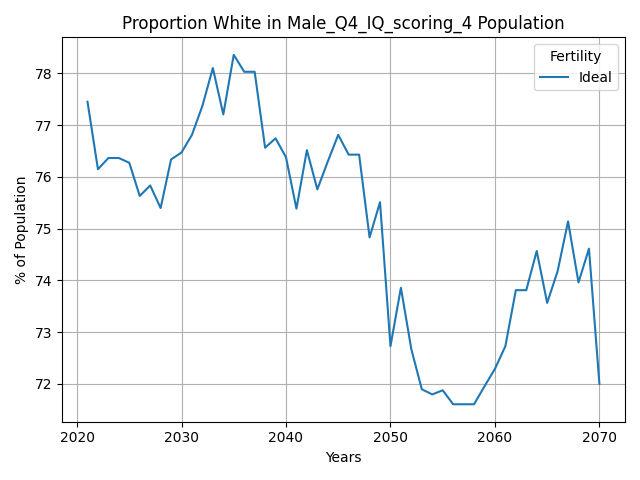 Proportion White in Male_Q4_IQ_scoring_4 Population
Fertility
Ideal
78
77
76
75
74
73
72
% of Population
2020
2030
2040
2050
2060
2070
Years